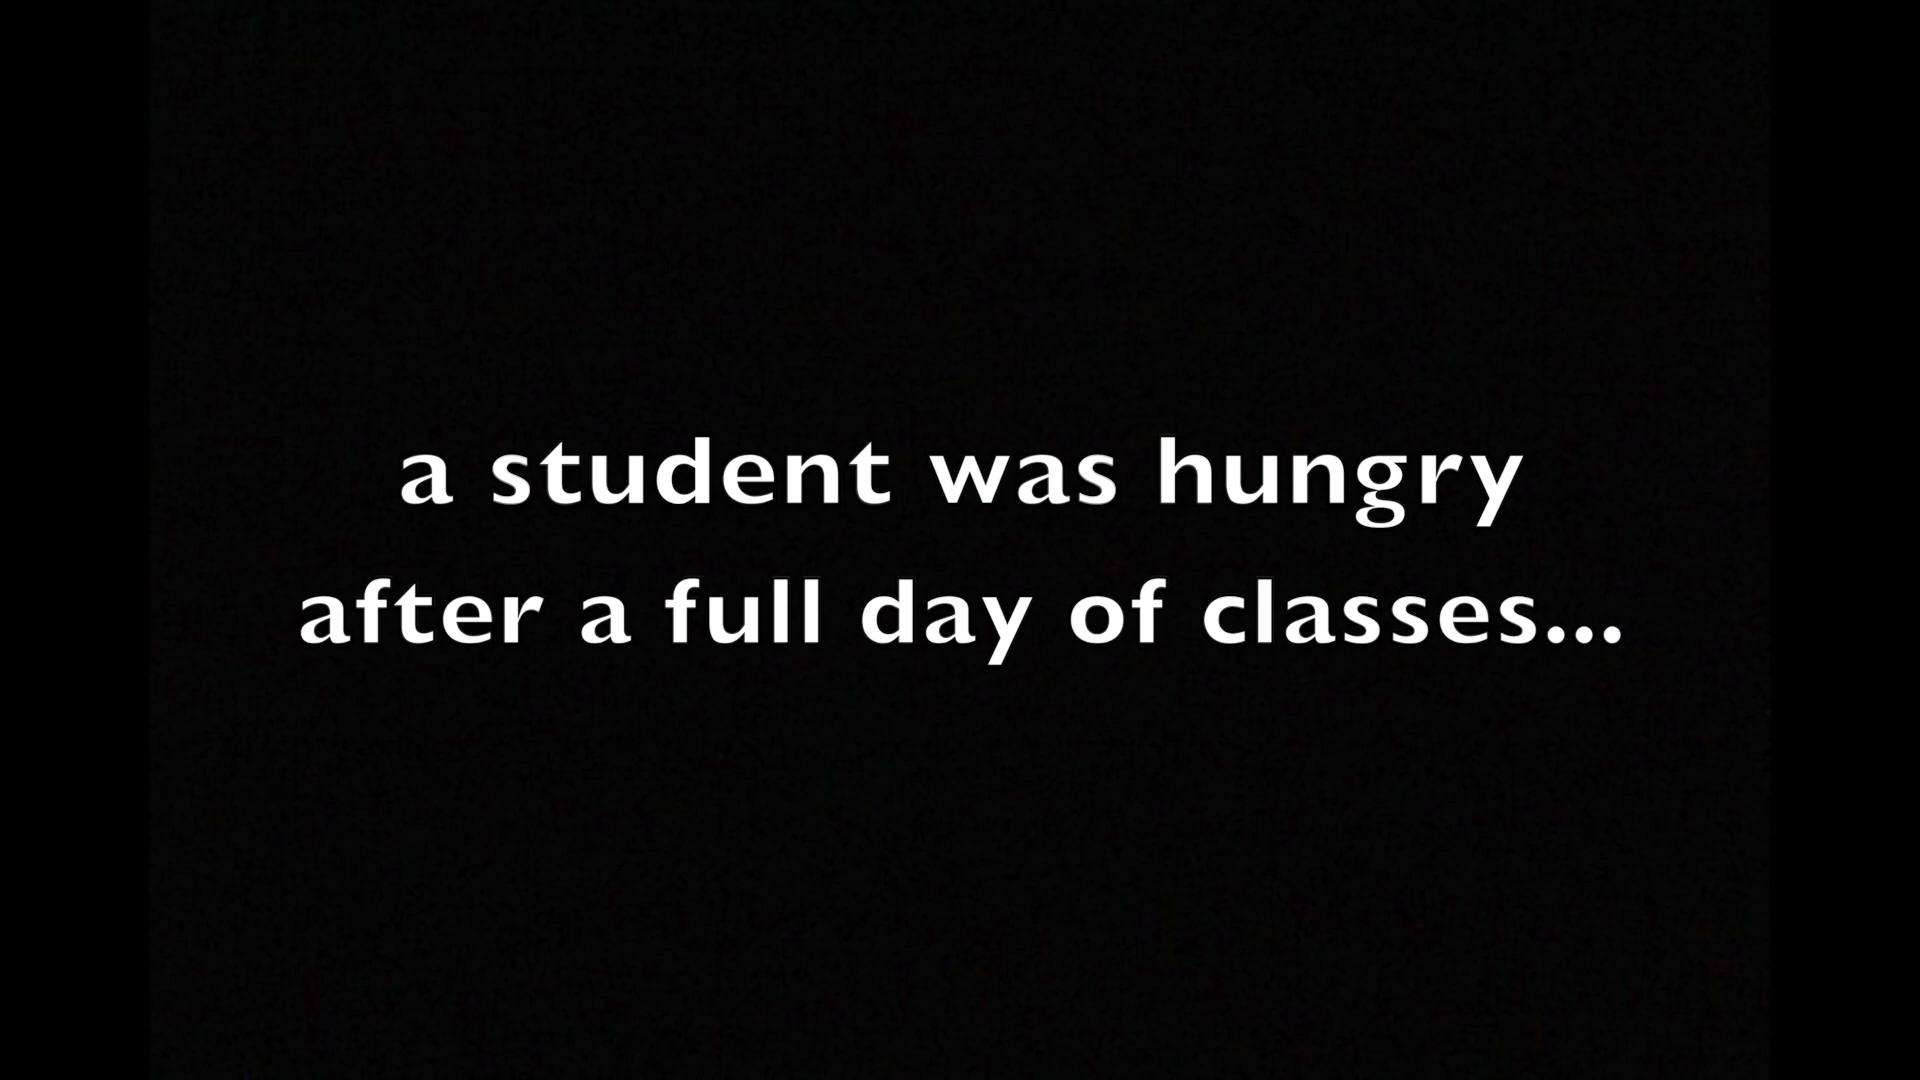 a student was hungry
after a full day of classes...